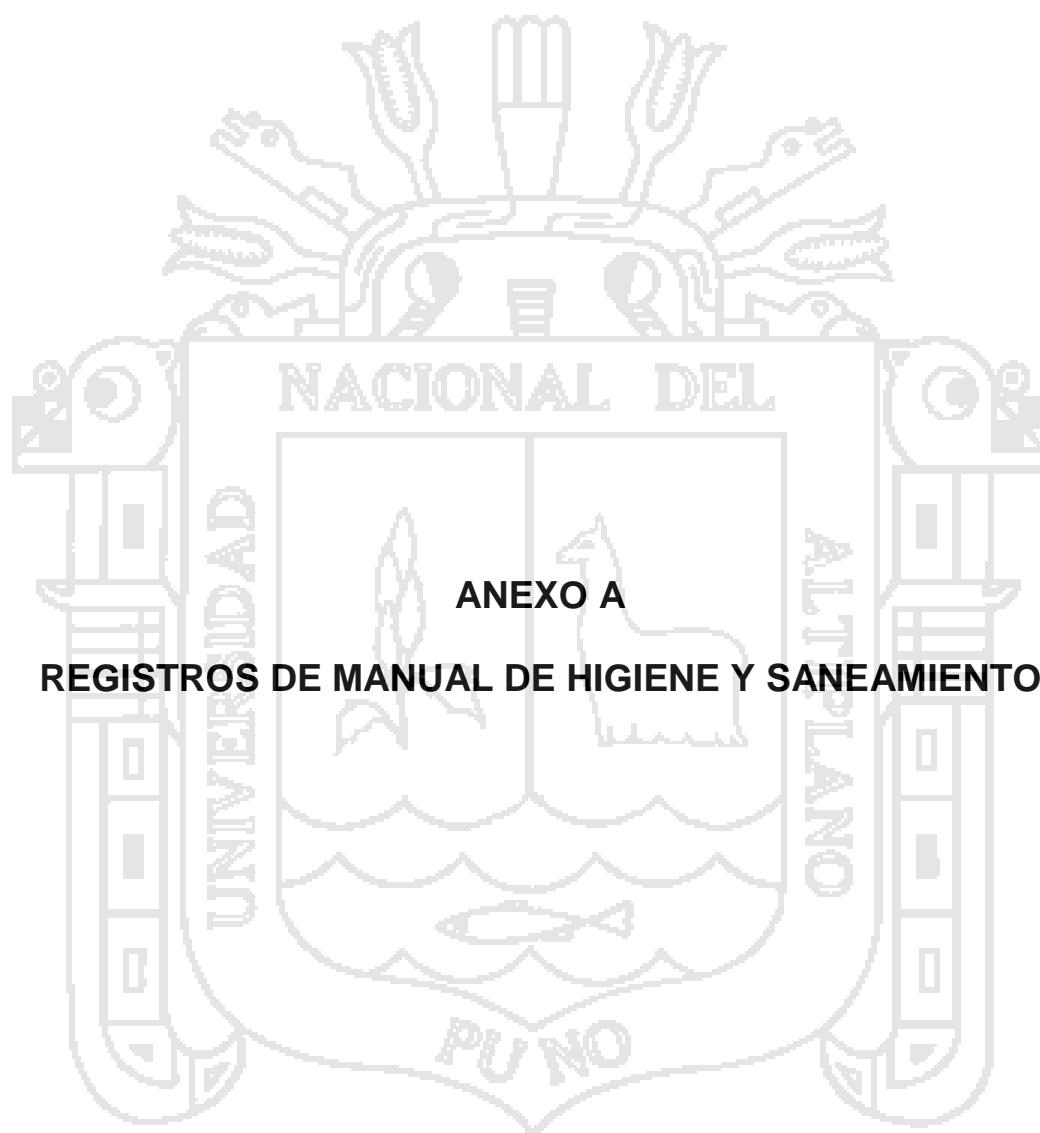 NACIONAL DEL
UNIVERSIDAD
ALTIPLANO
ANEXO A
REGISTROS DE MANUAL DE HIGIENE Y SANEAMIENTO
PUNO